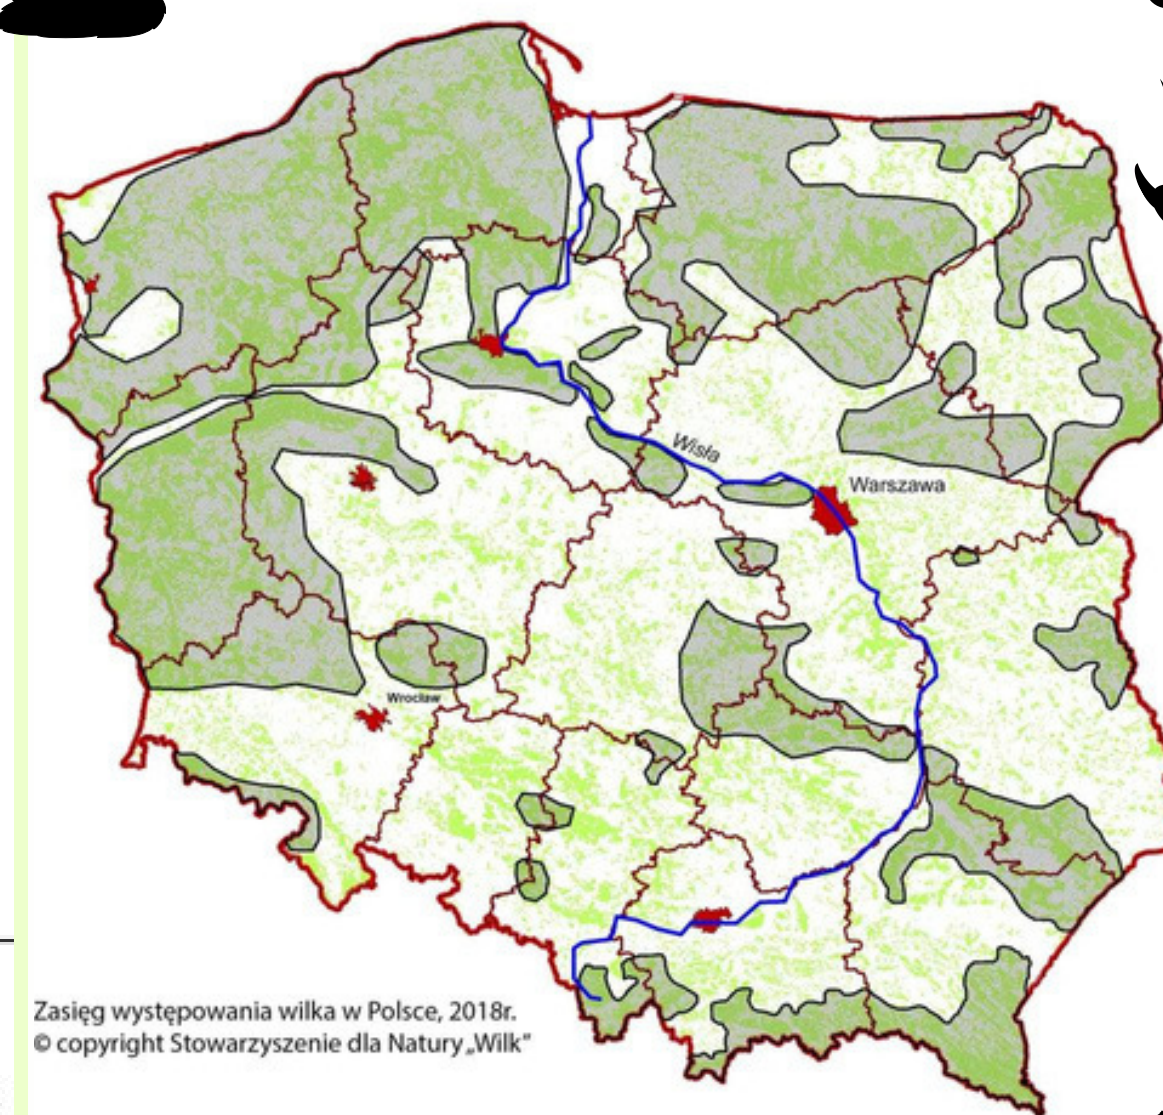 Wisła
Warszawa
Wrocław
Zasięg występowania wilka w Polsce, 2018r.
© copyright Stowarzyszenie dla Natury „Wilk”